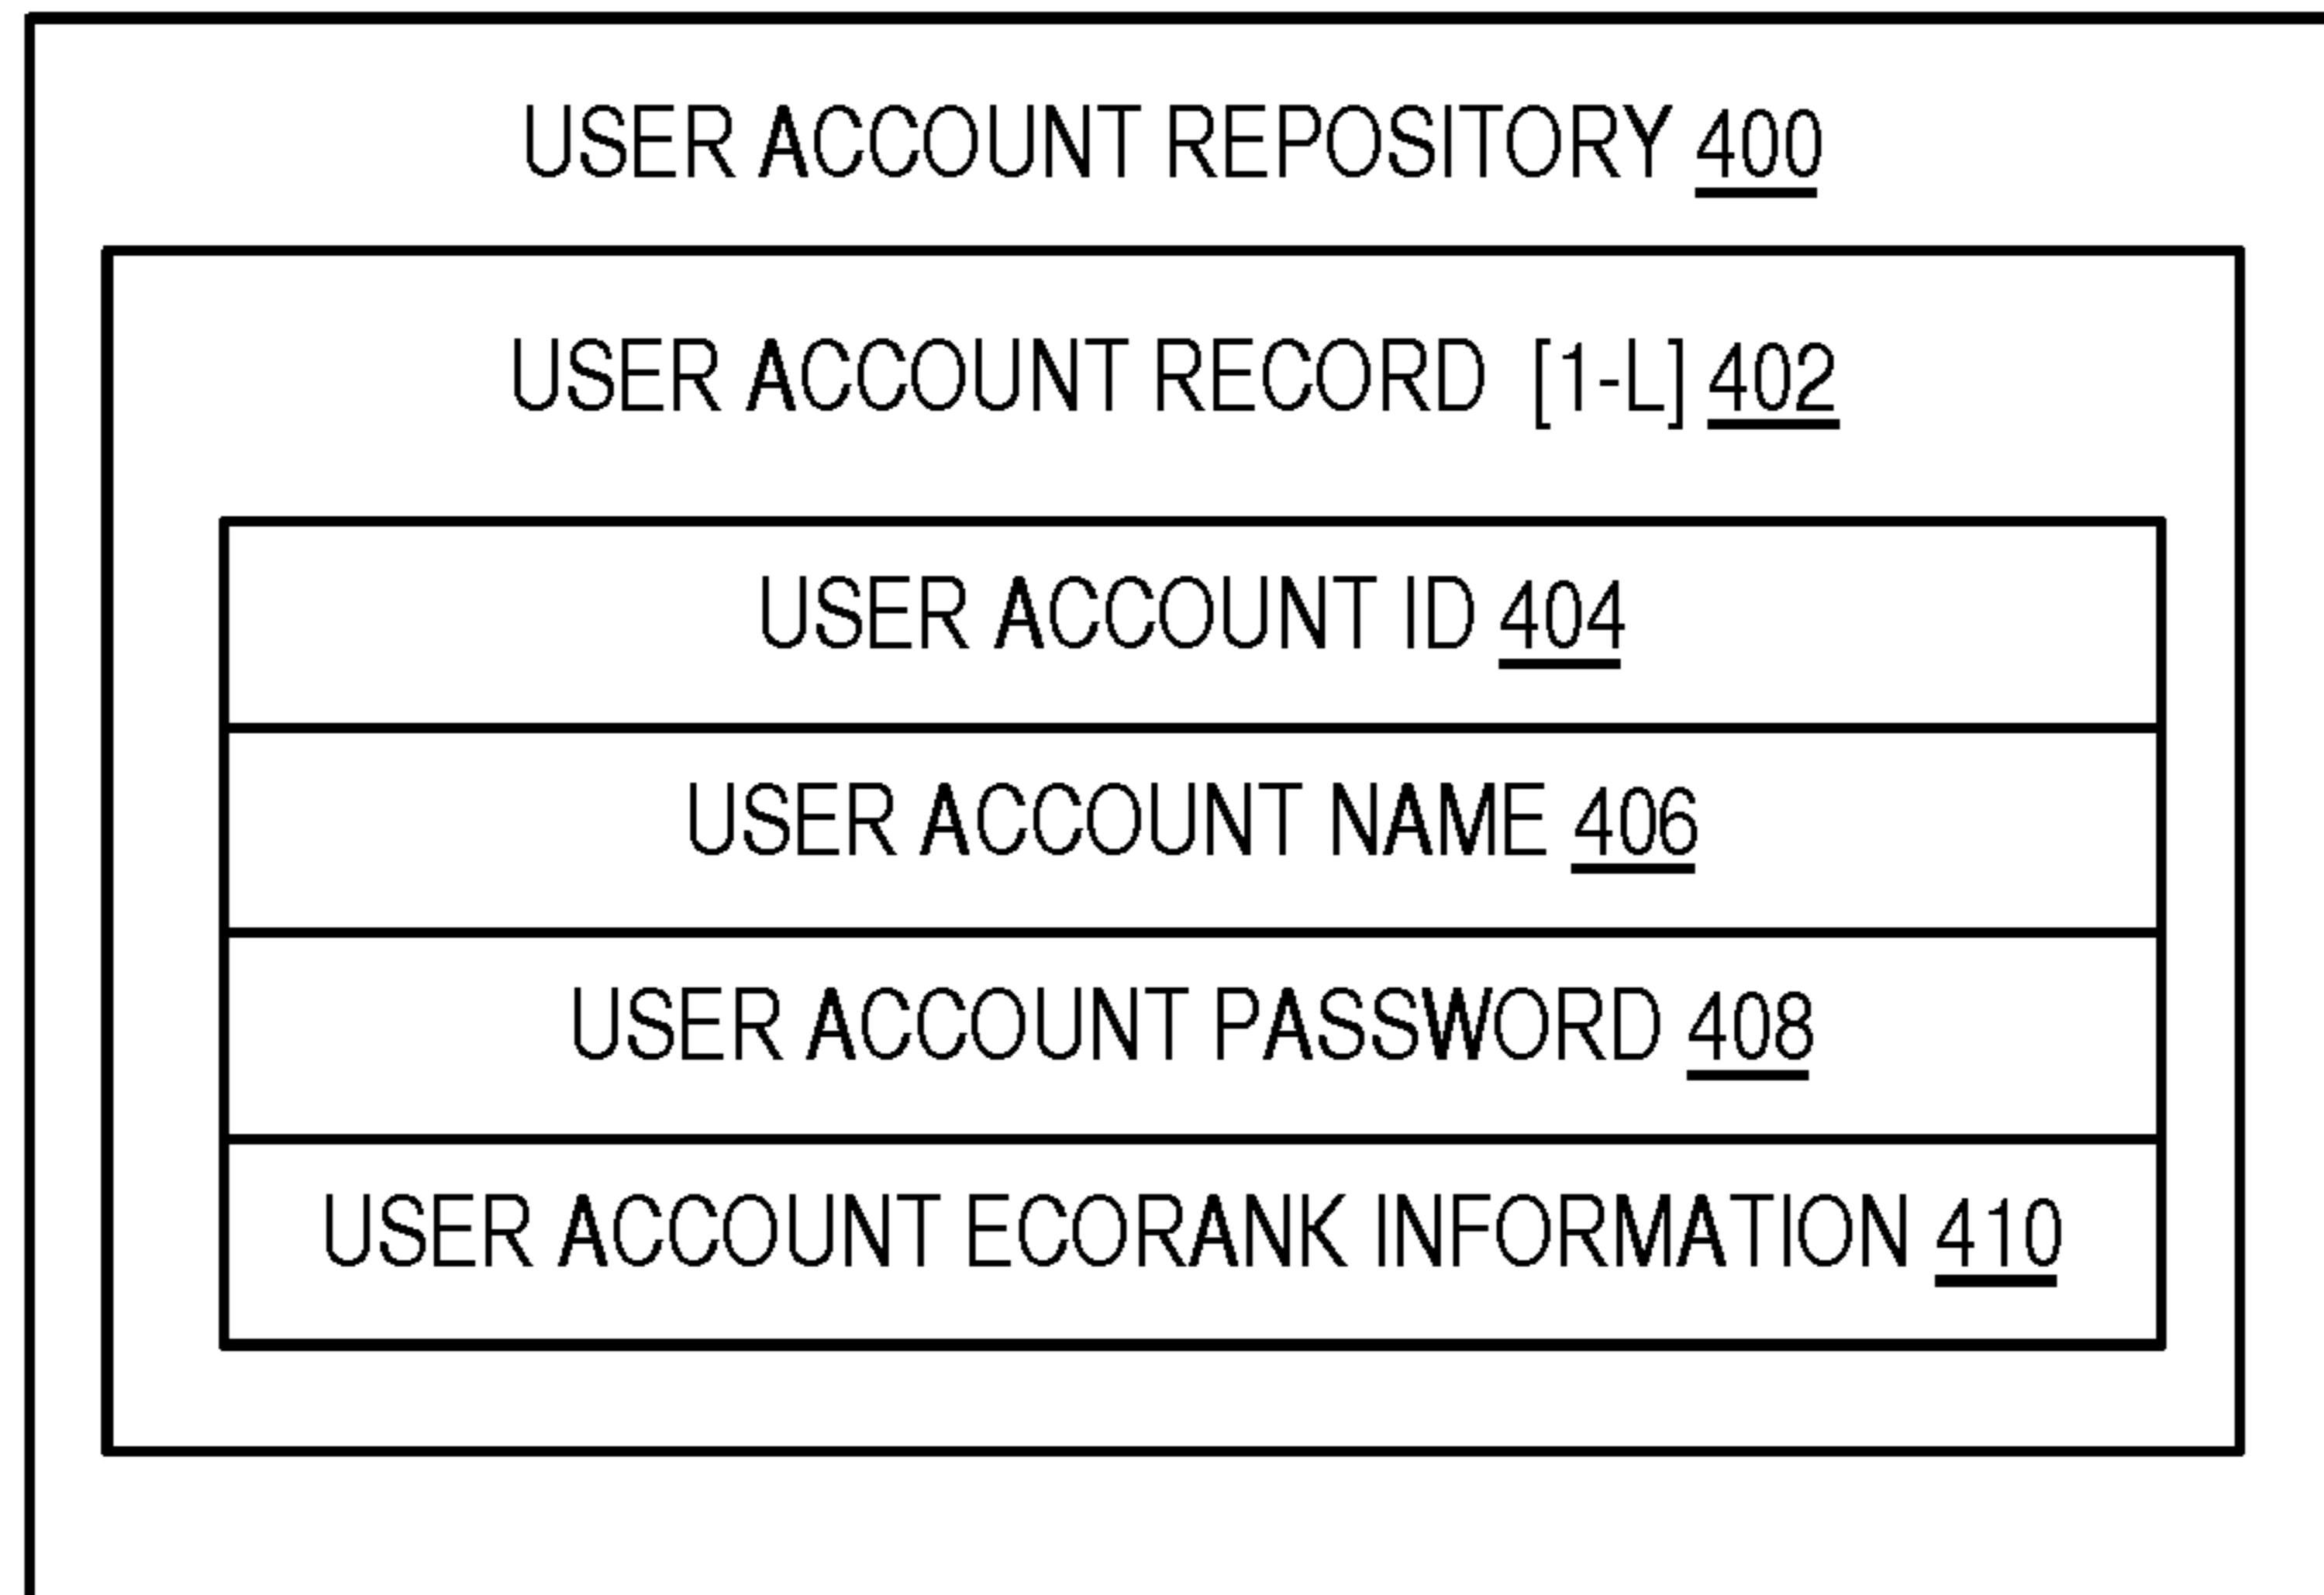 USER ACCOUNT REPOSITORY 400
USER ACCOUNT RECORD [1-L] 402
USER ACCOUNT ID 404
USER ACCOUNT NAME 406
USER ACCOUNT PASSWORD 408
USER ACCOUNT ECORANK INFORMATION 410